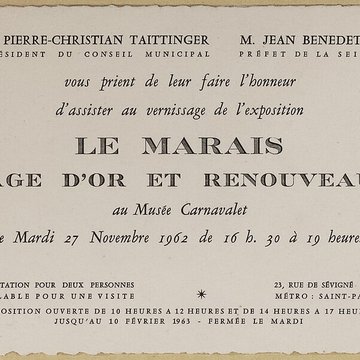 PIERRE-CHRISTIAN TAITTINGER M. JEAN BENEDET
ÉSIDENT DU CONSEIL MUNICIPAL PRÉFET DE LA SEI
vous prient de leur faire l'honneur
d'assister au vernissage de l'exposition
LE MARAIS
AGE D'OR ET RENOUVEAU
au Musée Carnavalet
e Mardi 27 Novembre 1962 de 16 h. 30 à 19 heure
TATION POUR DEUX PERSONNES 23, RUE DE SÉVIGNÉ
LABLE POUR UNE VISITE * MÉTRO : SAINT-PA
POSITION OUVERTE DE 10 HEURES A 12 HEURES ET DE 14 HEURES A 17 HEU
JUSQU'AU 10 FÉVRIER 1963 - FERMÉE LE MARDI